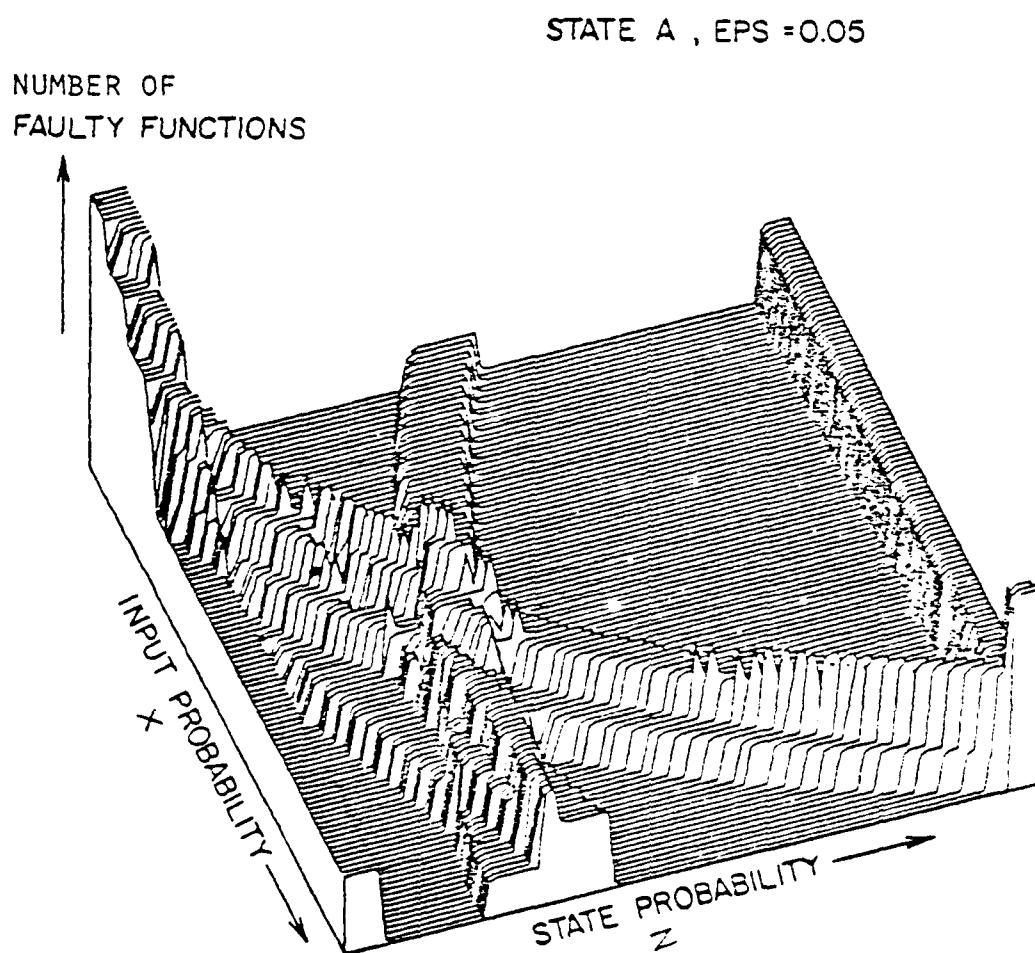 STATE A , EPS =0.05
NUMBER OF
FAULTY FUNCTIONS
INPUT PROBABILITY
X
STATE PROBABILITY
Z